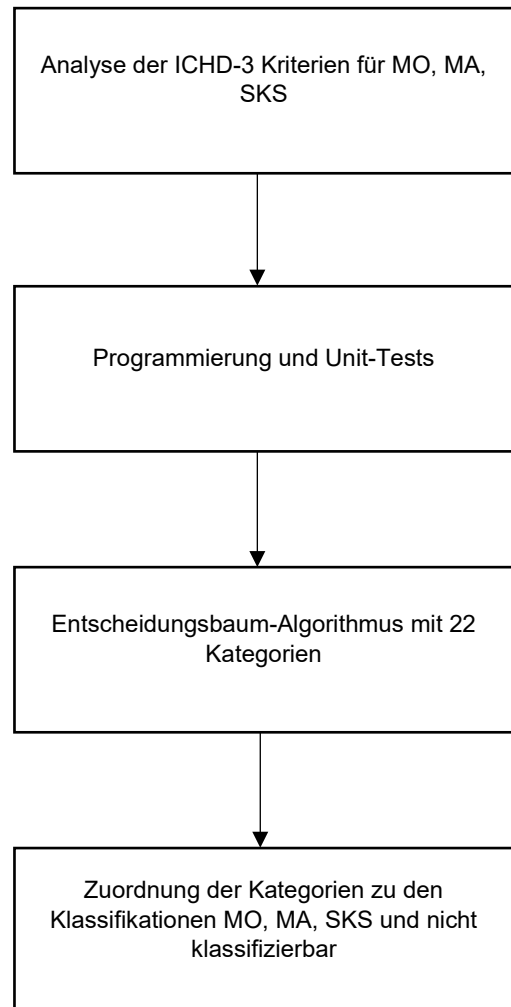 Analyse der ICHD-3 Kriterien für MO, MA,
SKS
Programmierung und Unit-Tests
Entscheidungsbaum-Algorithmus mit 22
Kategorien
Zuordnung der Kategorien zu den
Klassifikationen MO, MA, SKS und nicht
klassifizierbar